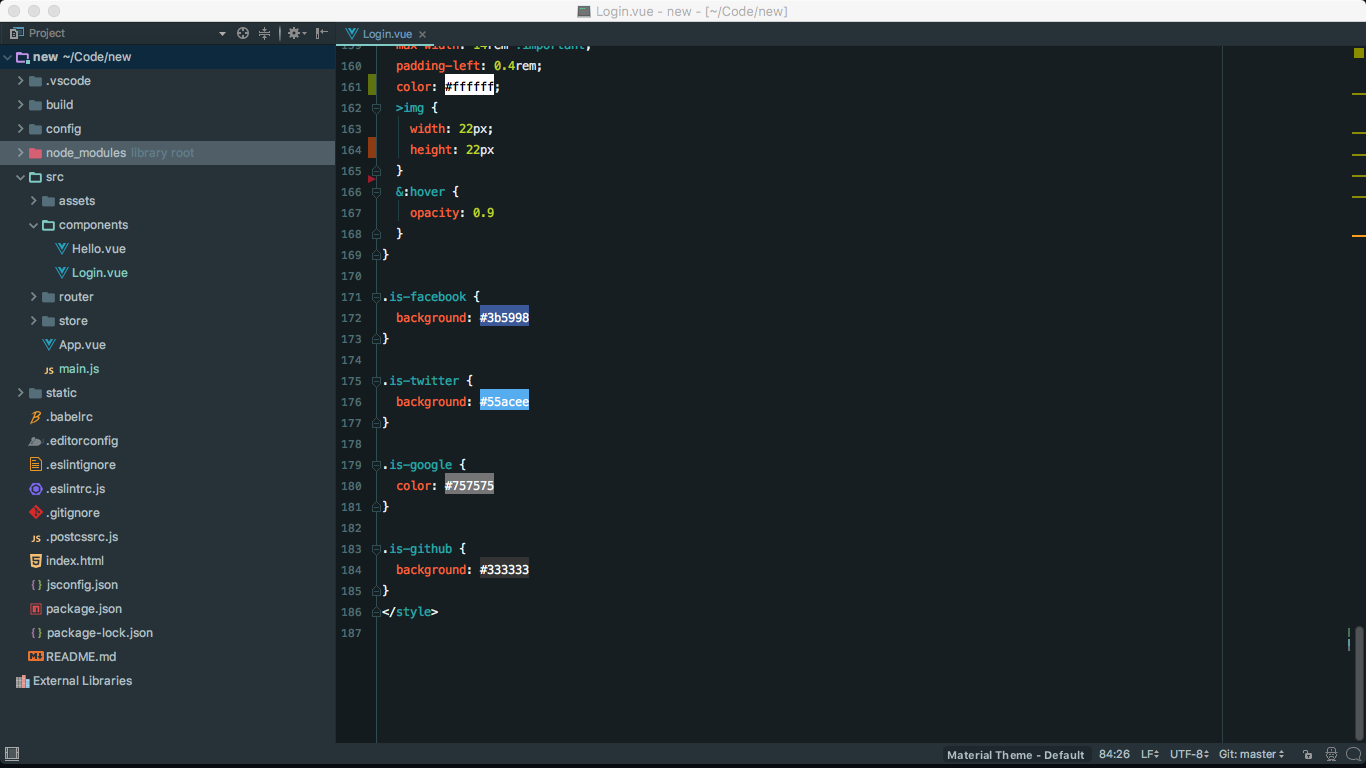 Login.vue - new - [~/Code/new]
Project
Login.vue
new ~/Code/new
.vscode
build
config
node_modules library root
src
assets
components
Hello.vue
Login.vue
router
store
App.vue
JS main.js
static
.babelrc
.editorconfig
.eslintignore
.eslintrc.js
.gitignore
JS .postcssrc.js
index.html
{ } jsconfig.json
package.json
{ } package-lock.json
README.md
External Libraries
159 max-width: 14rem !important;
160 padding-left: 0.4rem;
161 color: #ffffff;
162 >img {
163 width: 22px;
164 height: 22px
165 }
166 &:hover {
167 opacity: 0.9
168 }
169 }
170
171 .is-facebook {
172 background: #3b5998
173 }
174
175 .is-twitter {
176 background: #55acee
177 }
178
179 .is-google {
180 color: #757575
181 }
182
183 .is-github {
184 background: #333333
185 }
186 </style>
187
Material Theme - Default 84:26 LF UTF-8 Git: master